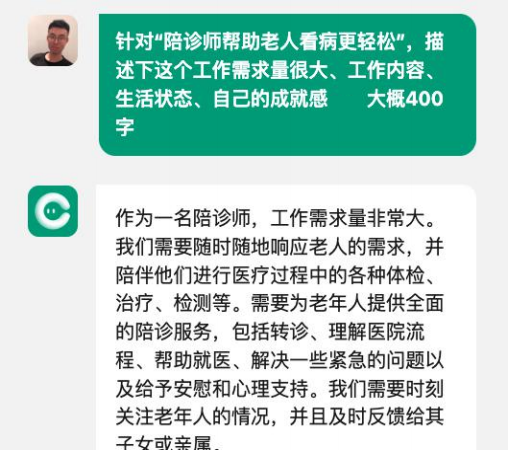 针对“陪诊师帮助老人看病更轻松”，描
述下这个工作需求量很大、工作内容、
生活状态、自己的成就感　　大概400
字
作为一名陪诊师，工作需求量非常大。
我们需要随时随地响应老人的需求，并
陪伴他们进行医疗过程中的各种体检、
治疗、检测等。需要为老年人提供全面
的陪诊服务，包括转诊、理解医院流
程、帮助就医、解决一些紧急的问题以
及给予安慰和心理支持。我们需要时刻
关注老年人的情况，并且及时反馈给其
子女或亲属。